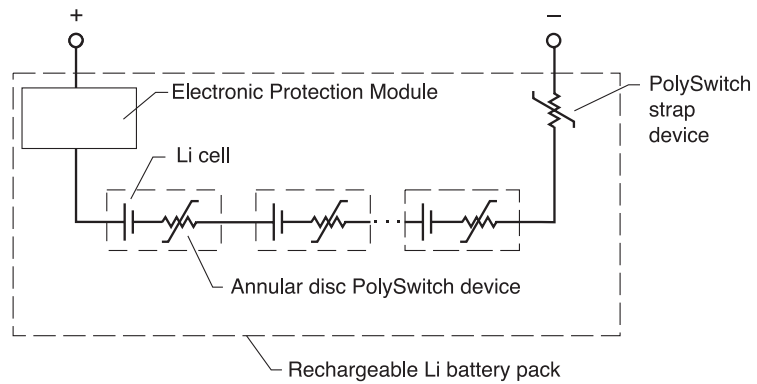 +
–
Electronic Protection Module
PolySwitch
strap
device
Li cell
Annular disc PolySwitch device
Rechargeable Li battery pack